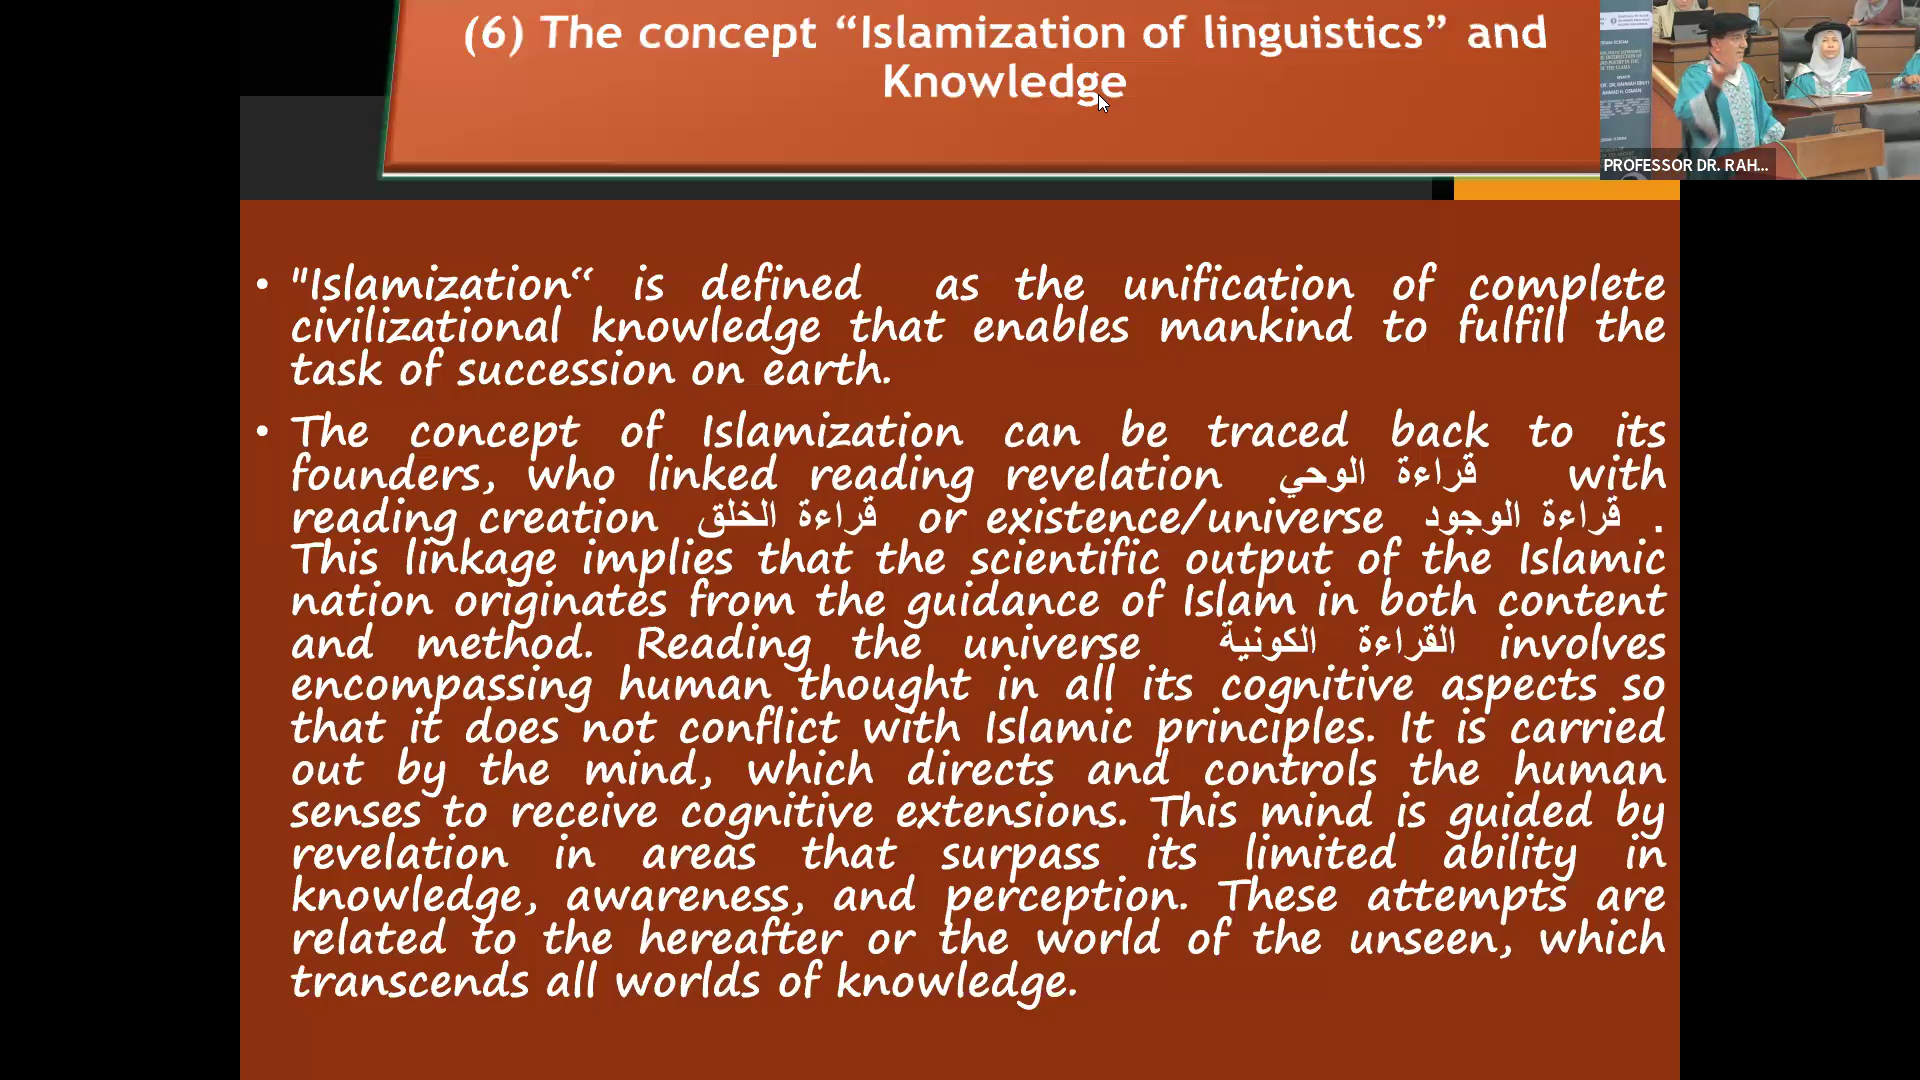 (6) The concept “Islamization of linguistics” and
Knowledge
PROFESSOR DR. RAH...
• "Islamization“ is defined as the unification of complete
civilizational knowledge that enables mankind to fulfill the
task of succession on earth.
• The concept of Islamization can be traced back to its
founders, who linked reading revelation قراءة الوحي with
reading creation قراءة الخلق or existence/universe قراءة الوجود .
This linkage implies that the scientific output of the Islamic
nation originates from the guidance of Islam in both content
and method. Reading the universe القراءة الكونية involves
encompassing human thought in all its cognitive aspects so
that it does not conflict with Islamic principles. It is carried
out by the mind, which directs and controls the human
senses to receive cognitive extensions. This mind is guided by
revelation in areas that surpass its limited ability in
knowledge, awareness, and perception. These attempts are
related to the hereafter or the world of the unseen, which
transcends all worlds of knowledge.